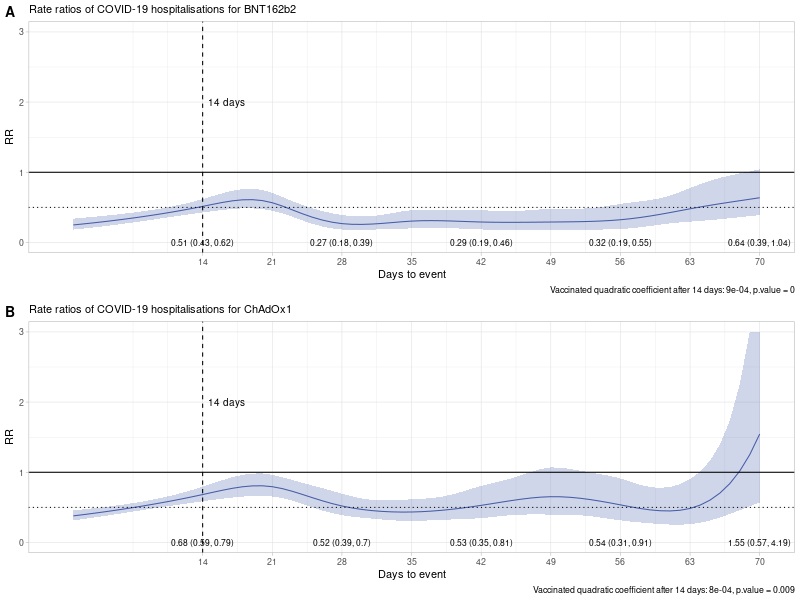 A Rate ratios of COVID-19 hospitalisations for BNT162b2
3
14 days
2
RR
1
0
0.51 (0.43, 0.62) 0.27 (0.18, 0.39) 0.29 (0.19, 0.46) 0.32 (0.19, 0.55) 0.64 (0.39, 1.04)
14 21 28 35 42 49 56 63 70
Days to event
Vaccinated quadratic coefficient after 14 days: 9e-04, p.value = 0
B Rate ratios of COVID-19 hospitalisations for ChAdOx1
3
14 days
2
RR
1
0
0.68 (0.59, 0.79) 0.52 (0.39, 0.7) 0.53 (0.35, 0.81) 0.54 (0.31, 0.91) 1.55 (0.57, 4.19)
14 21 28 35 42 49 56 63 70
Days to event
Vaccinated quadratic coefficient after 14 days: 8e-04, p.value = 0.009